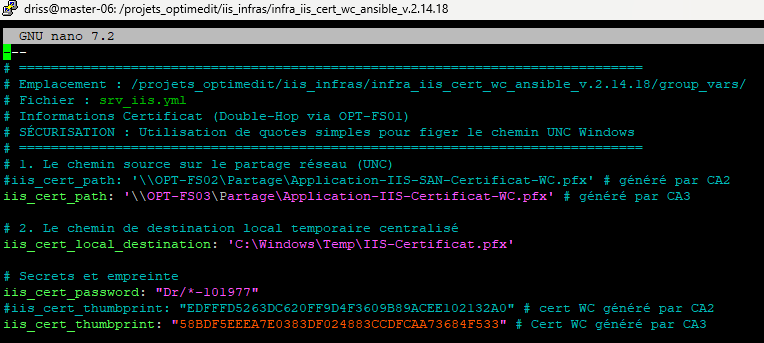 driss@master-06: /projets_optimedit/iis_infras/infra_iis_cert_wc_ansible_v.2.14.18
GNU nano 7.2
---
# =======================================================================
# Emplacement : /projets_optimedit/iis_infras/infra_iis_cert_wc_ansible_v.2.14.18/group_vars/
# Fichier : srv_iis.yml
# Informations Certificat (Double-Hop via OPT-FS01)
# SÉCURISATION : Utilisation de quotes simples pour figer le chemin UNC Windows
# =======================================================================
# 1. Le chemin source sur le partage réseau (UNC)
#iis_cert_path: '\\OPT-FS02\Partage\Application-IIS-SAN-Certificat-WC.pfx' # généré par CA2
iis_cert_path: '\\OPT-FS03\Partage\Application-IIS-Certificat-WC.pfx' # généré par CA3
# 2. Le chemin de destination local temporaire centralisé
iis_cert_local_destination: 'C:\Windows\Temp\IIS-Certificat.pfx'
# Secrets et empreinte
iis_cert_password: "Dr/*-101977"
#iis_cert_thumbprint: "EDFFFD5263DC620FF9D4F3609B89ACEE102132A0" # cert WC généré par CA2
iis_cert_thumbprint: "58BDF5EEEA7E0383DF024883CCDFCAA73684F533" # Cert WC généré par CA3